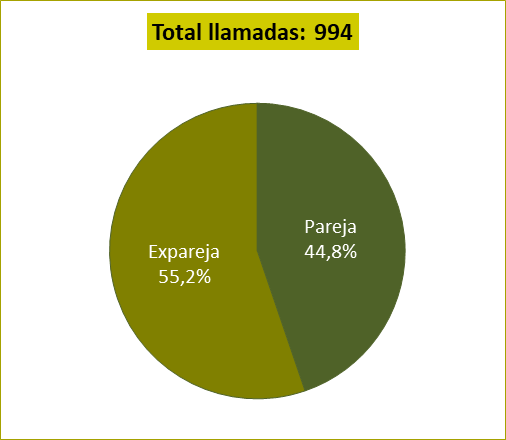 Total llamadas: 994
Pareja
44,8%
Expareja
55,2%